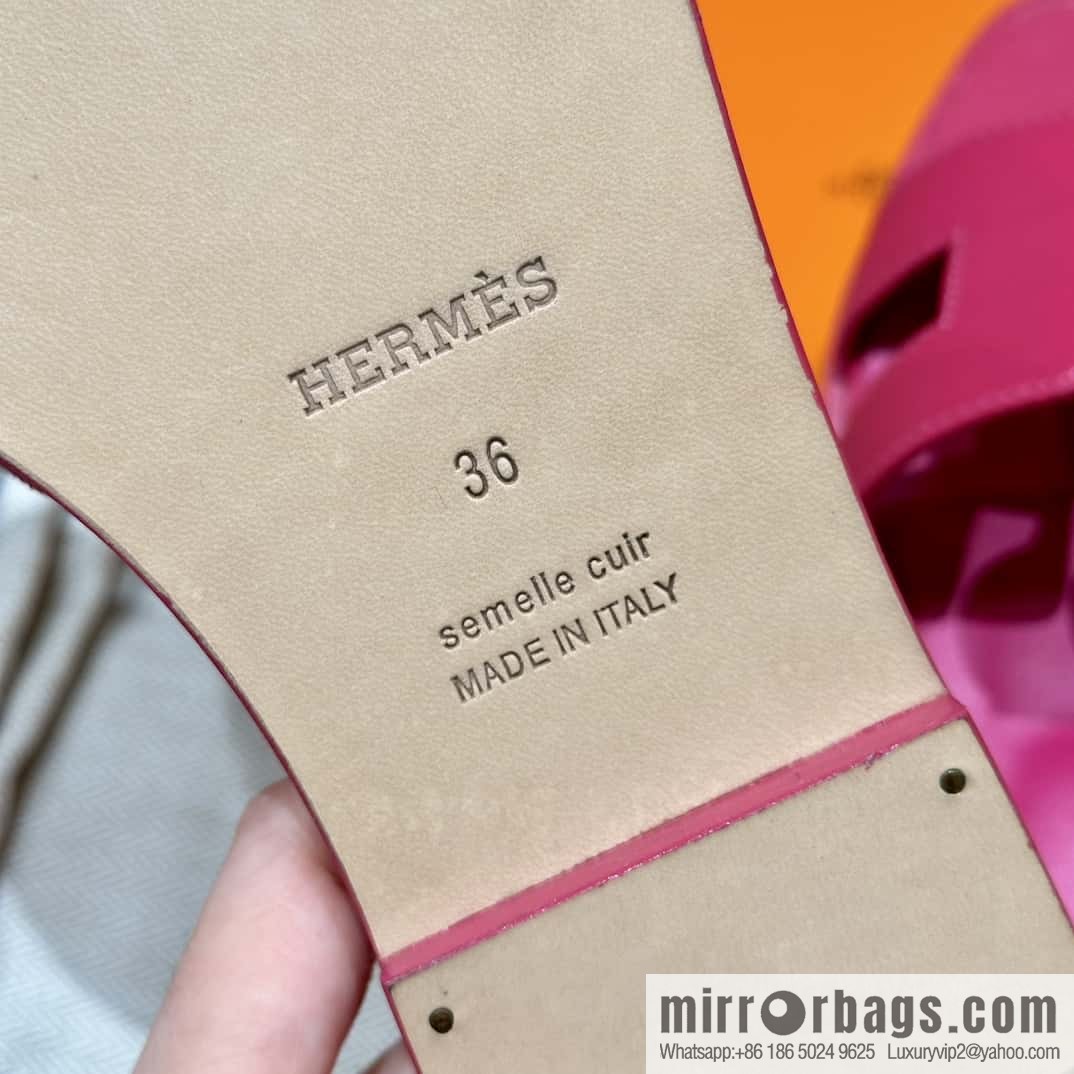 HERMÈS
36
semelle cuir
MADE IN ITALY
mirrorbags.com
Whatsapp:+86 186 5024 9625 Luxuryvip2@yahoo.com